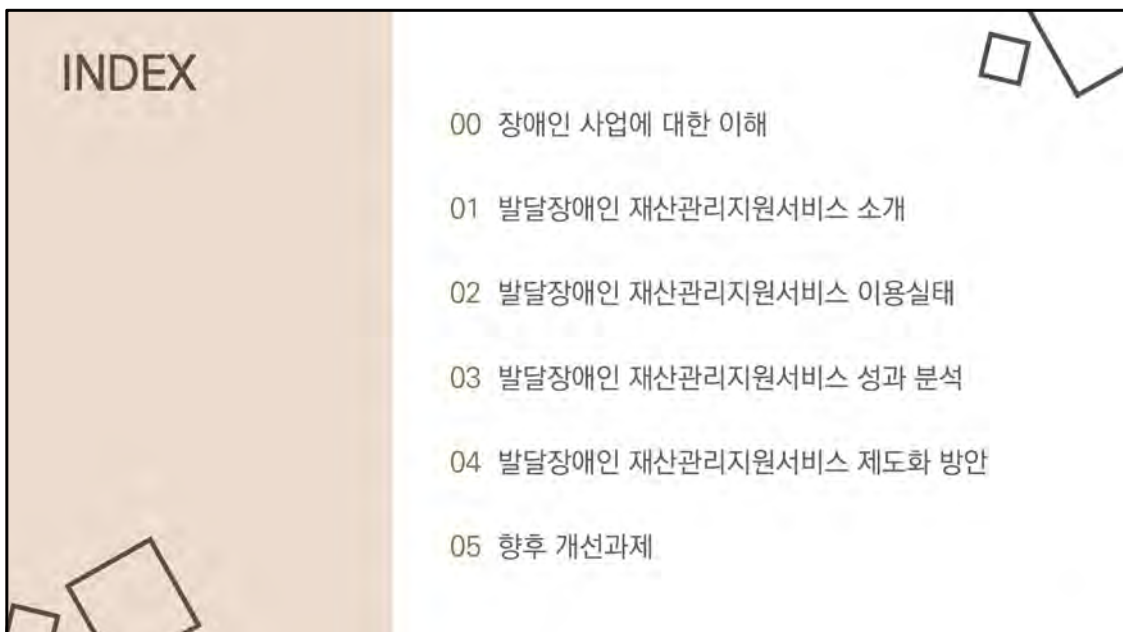 INDEX
00 장애인 사업에 대한 이해
01 발달장애인 재산관리지원서비스 소개
02 발달장애인 재산관리지원서비스 이용실태
03 발달장애인 재산관리지원서비스 성과 분석
04 발달장애인 재산관리지원서비스 제도화 방안
05 향후 개선과제